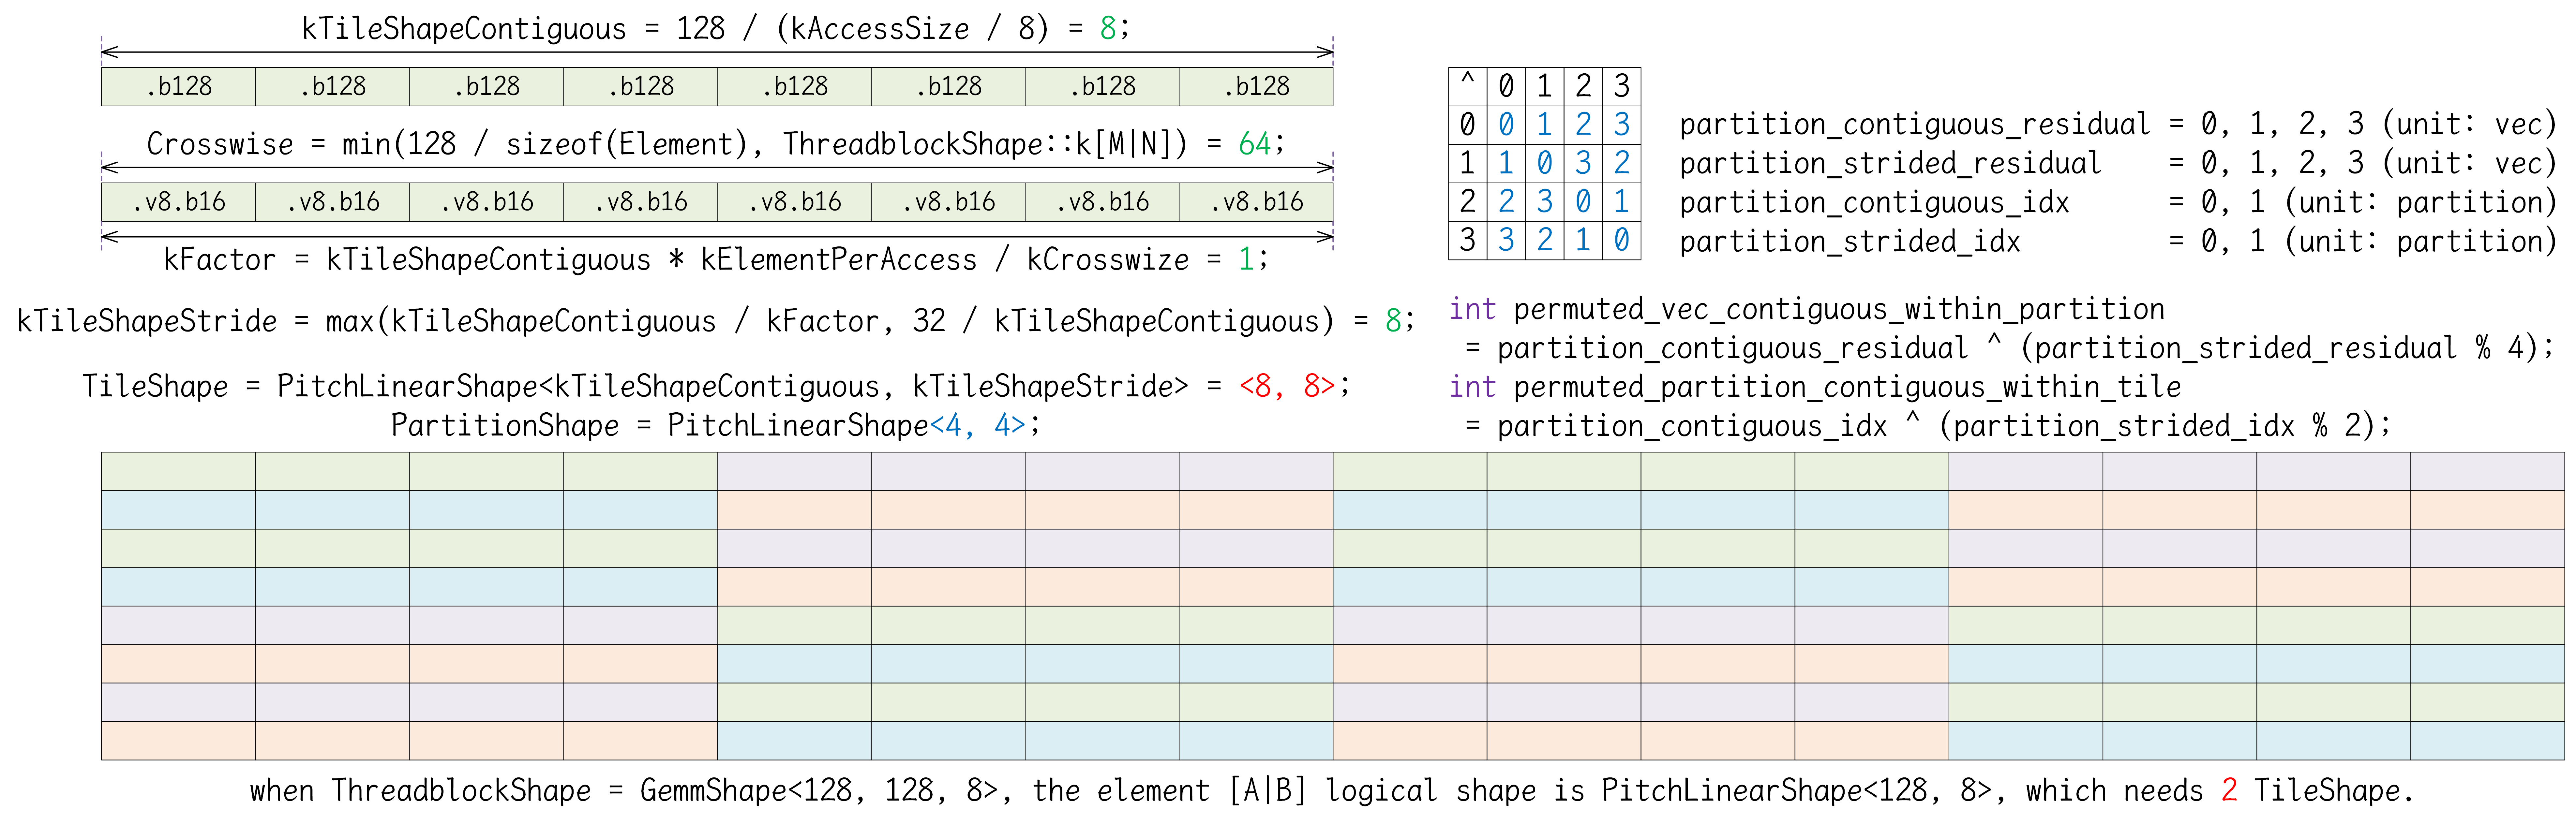 kTileShapeContiguous = 128 / (kAccessSize / 8) = 8;
.b128 .b128 .b128 .b128 .b128 .b128 .b128 .b128
Crosswise = min(128 / sizeof(Element), ThreadblockShape::k[M|N]) = 64;
.v8.b16 .v8.b16 .v8.b16 .v8.b16 .v8.b16 .v8.b16 .v8.b16 .v8.b16
kFactor = kTileShapeContiguous * kElementPerAccess / kCrosswize = 1;
kTileShapeStride = max(kTileShapeContiguous / kFactor, 32 / kTileShapeContiguous) = 8;
TileShape = PitchLinearShape<kTileShapeContiguous, kTileShapeStride> = <8, 8>;
PartitionShape = PitchLinearShape<4, 4>;
^ 0 1 2 3
0 0 1 2 3
1 1 0 3 2
2 2 3 0 1
3 3 2 1 0
partition_contiguous_residual = 0, 1, 2, 3 (unit: vec)
partition_strided_residual = 0, 1, 2, 3 (unit: vec)
partition_contiguous_idx = 0, 1 (unit: partition)
partition_strided_idx = 0, 1 (unit: partition)
int permuted_vec_contiguous_within_partition
= partition_contiguous_residual ^ (partition_strided_residual % 4);
int permuted_partition_contiguous_within_tile
= partition_contiguous_idx ^ (partition_strided_idx % 2);
when ThreadblockShape = GemmShape<128, 128, 8>, the element [A|B] logical shape is PitchLinearShape<128, 8>, which needs 2 TileShape.